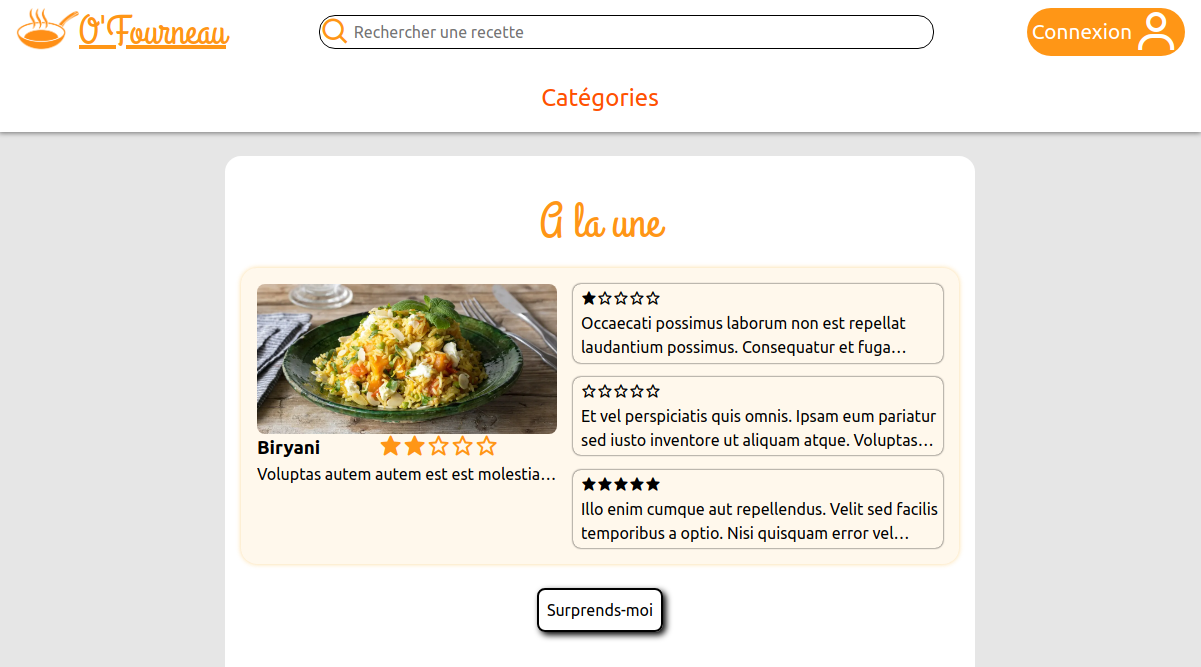 O'Fourneau
Rechercher une recette
Connexion
Catégories
A la une
Biryani
Voluptas autem autem est est molestia…
Occaecati possimus laborum non est repellat
laudantium possimus. Consequatur et fuga…
Et vel perspiciatis quis omnis. Ipsam eum pariatur
sed iusto inventore ut aliquam atque. Voluptas…
Illo enim cumque aut repellendus. Velit sed facilis
temporibus a optio. Nisi quisquam error vel…
Surprends-moi